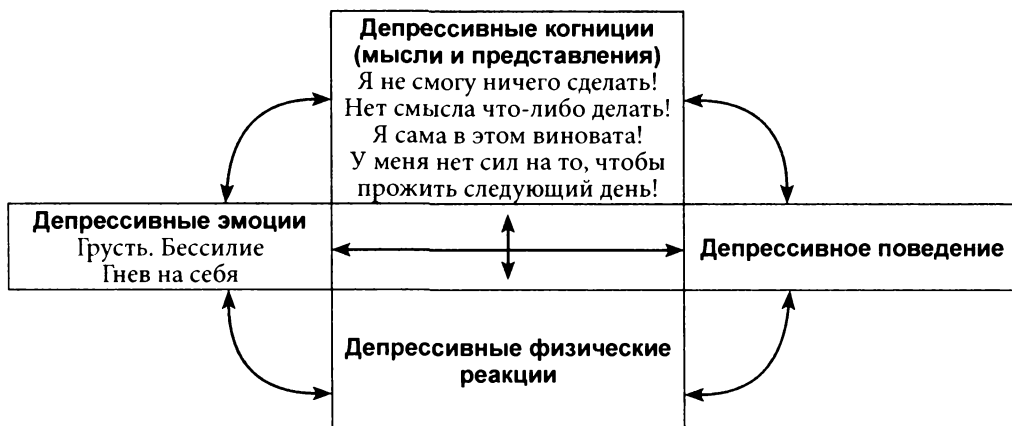 Депрессивные когниции
(мысли и представления)
Я не смогу ничего сделать!
Нет смысла что-либо делать!
Я сама в этом виновата!
У меня нет сил на то, чтобы
прожить следующий день!
Депрессивные эмоции
Грусть. Бессилие
Гнев на себя
Депрессивное поведение
Депрессивные физические
реакции